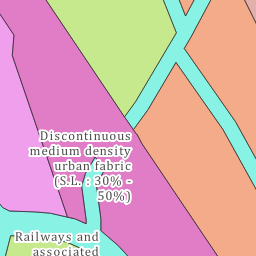 Discontinuous
medium density
urban fabric
(S.L. : 30% -
50%)
Railways and
associated